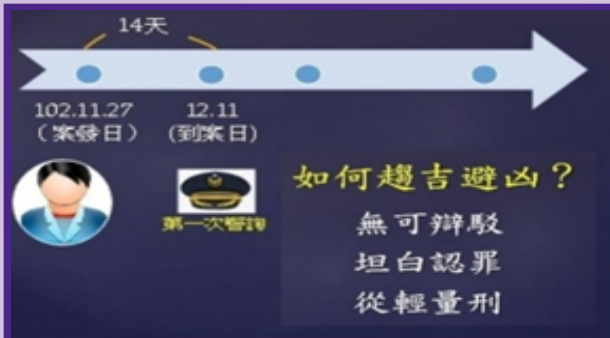 14天
102.11.27
（案發日）
12.11
(到案日)
第一次警詢
如何趨吉避凶？
無可辯駁
坦白認罪
從輕量刑